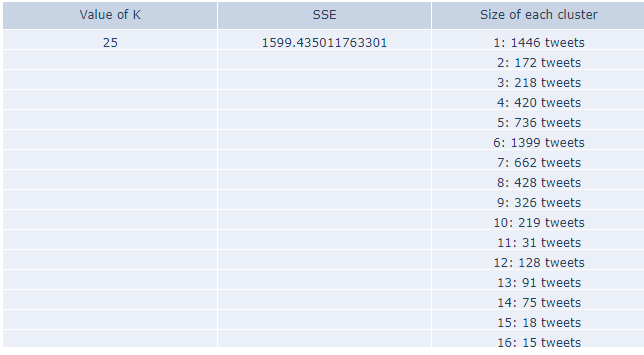 Value of K SSE Size of each cluster
25 1599.435011763301 1: 1446 tweets
2: 172 tweets
3: 218 tweets
4: 420 tweets
5: 736 tweets
6: 1399 tweets
7: 662 tweets
8: 428 tweets
9: 326 tweets
10: 219 tweets
11: 31 tweets
12: 128 tweets
13: 91 tweets
14: 75 tweets
15: 18 tweets
16: 15 tweets